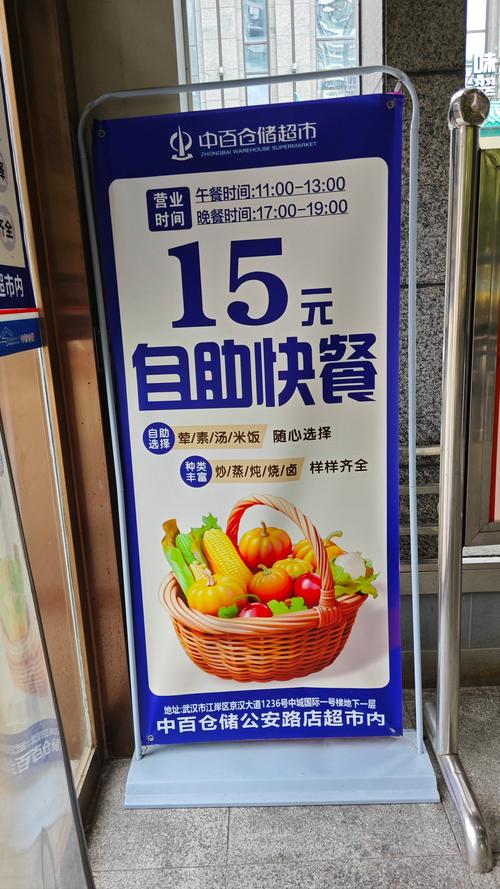 中百仓储超市
ZHONGBAI WAREHOUSE SUPERMARKET
营业时间
午餐时间:11:00-13:00
晚餐时间:17:00-19:00
15元
自助快餐
自助选择 荤/素/汤/米饭 随心选择
种类丰富 炒/蒸/炖/烧/卤 样样齐全
地址:武汉市江岸区京汉大道1236号中城国际一号楼地下一层
中百仓储公安路店超市内
齐全
超市内